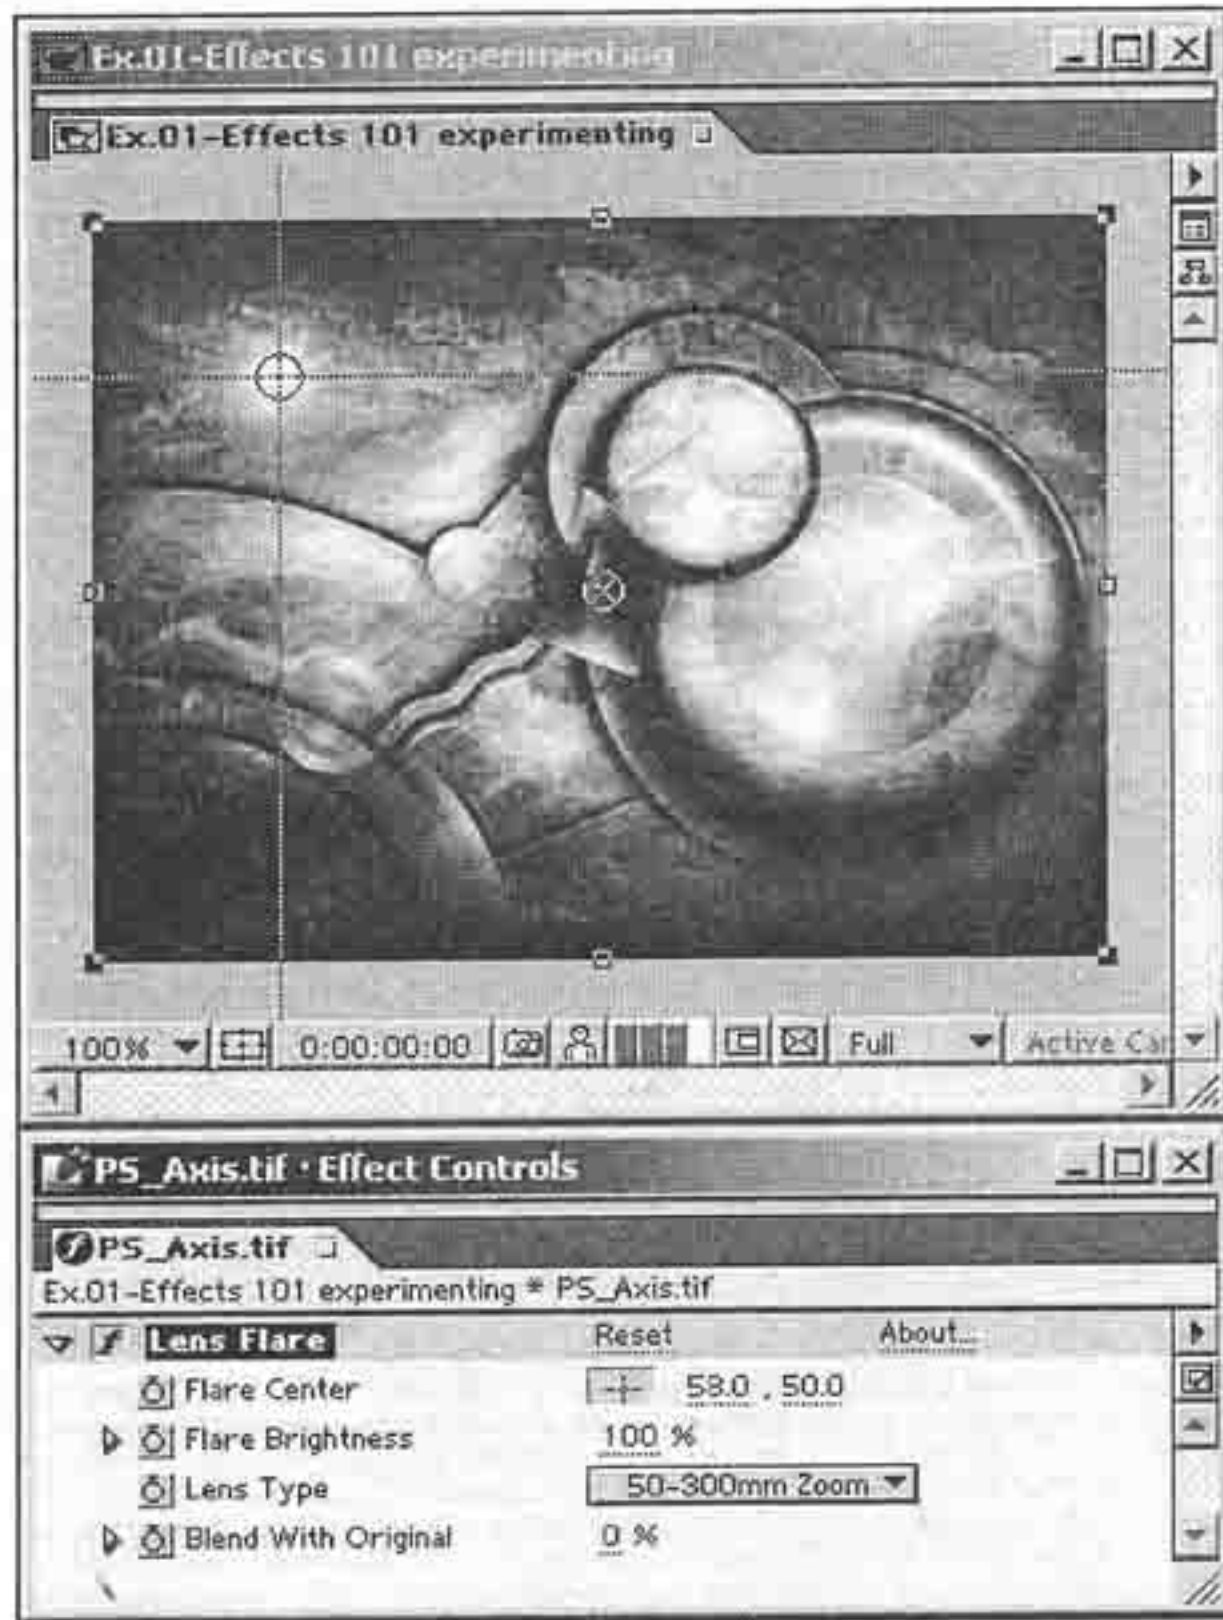 Ex.01-Effects 101 experimenting
Ex.01-Effects 101 experimenting
100%
0:00:00:00
Full
Active Car
PS_Axis.tif · Effect Controls
PS_Axis.tif
Ex.01-Effects 101 experimenting * PS_Axis.tif
Lens Flare Reset About...
Flare Center 58.0 , 50.0
Flare Brightness 100 %
Lens Type 50-300mm Zoom
Blend With Original 0 %